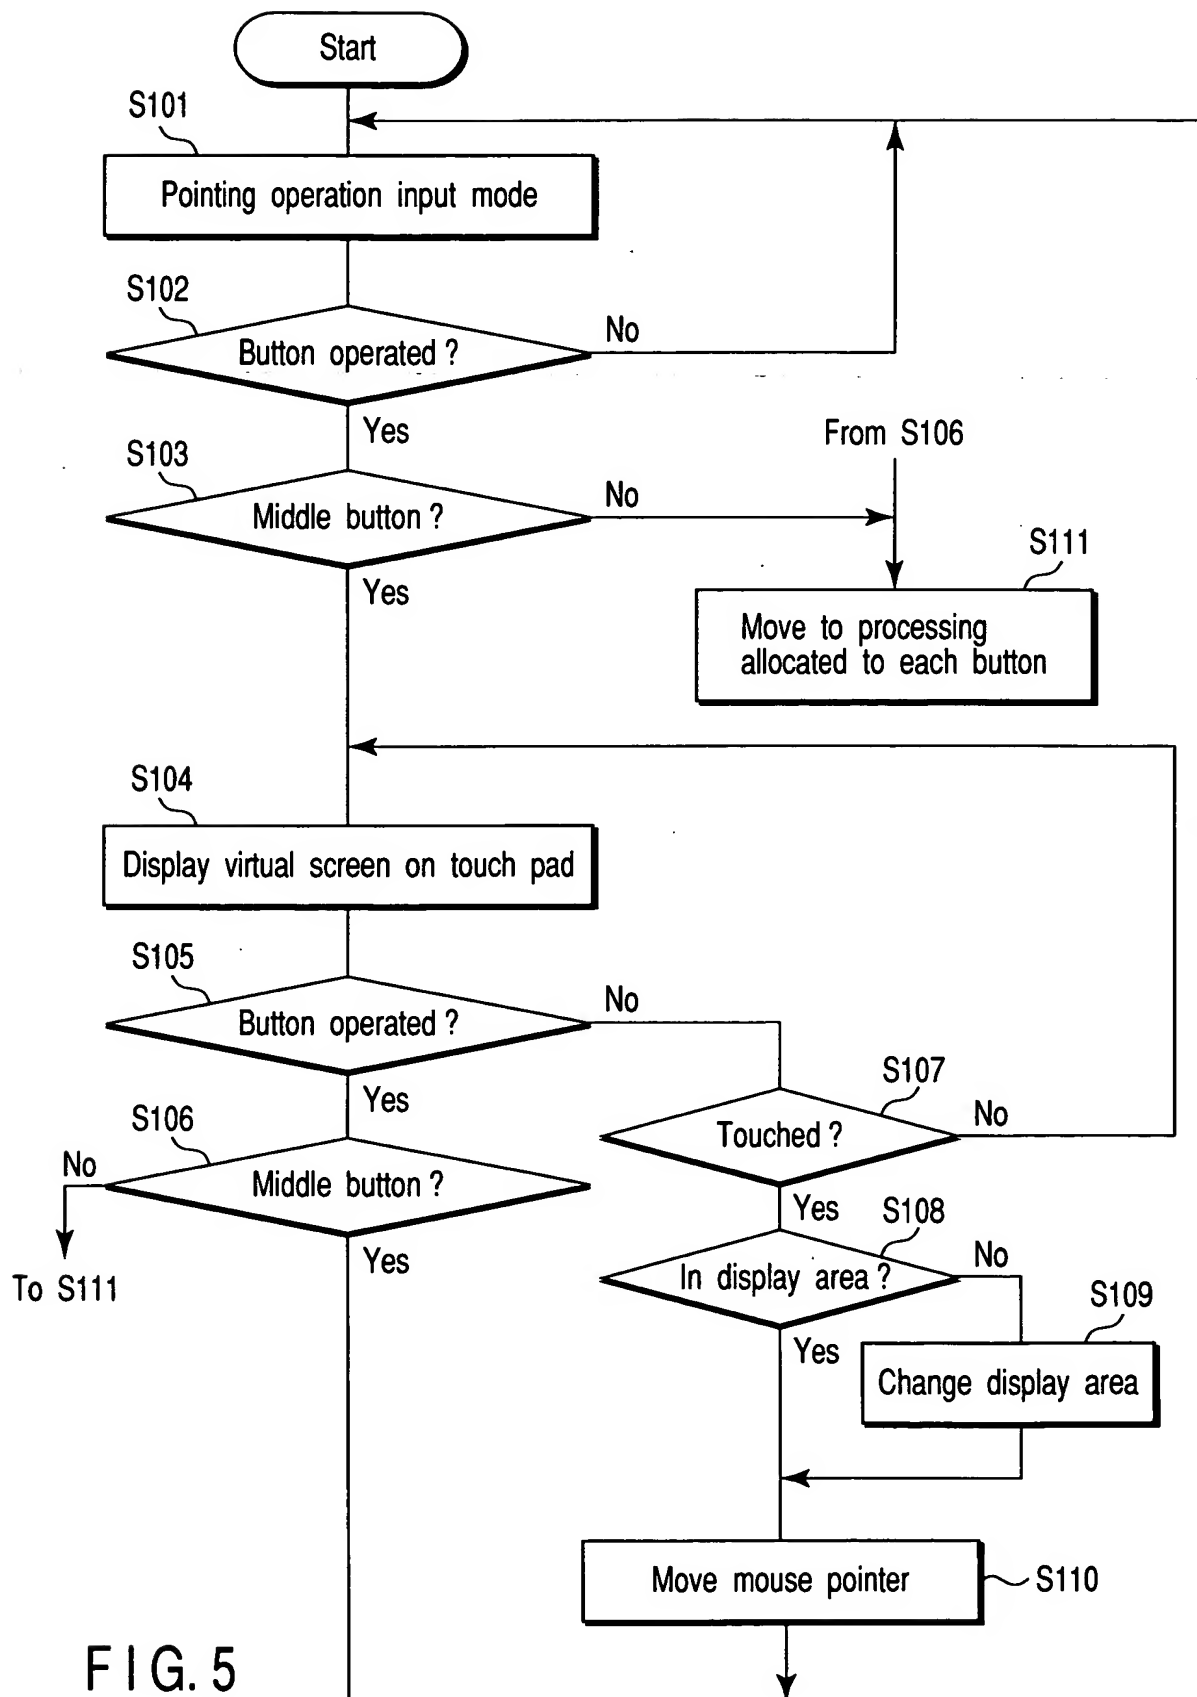 Start
S101
Pointing operation input mode
S102
Button operated ?
No
Yes
From S106
S103
Middle button ?
No
Yes
S111
Move to processing
allocated to each button
S104
Display virtual screen on touch pad
S105
Button operated ?
No
Yes
S107
Touched ?
No
Yes
S106
No
Middle button ?
Yes
To S111
S108
In display area ?
No
Yes
S109
Change display area
Move mouse pointer
S110
FIG. 5